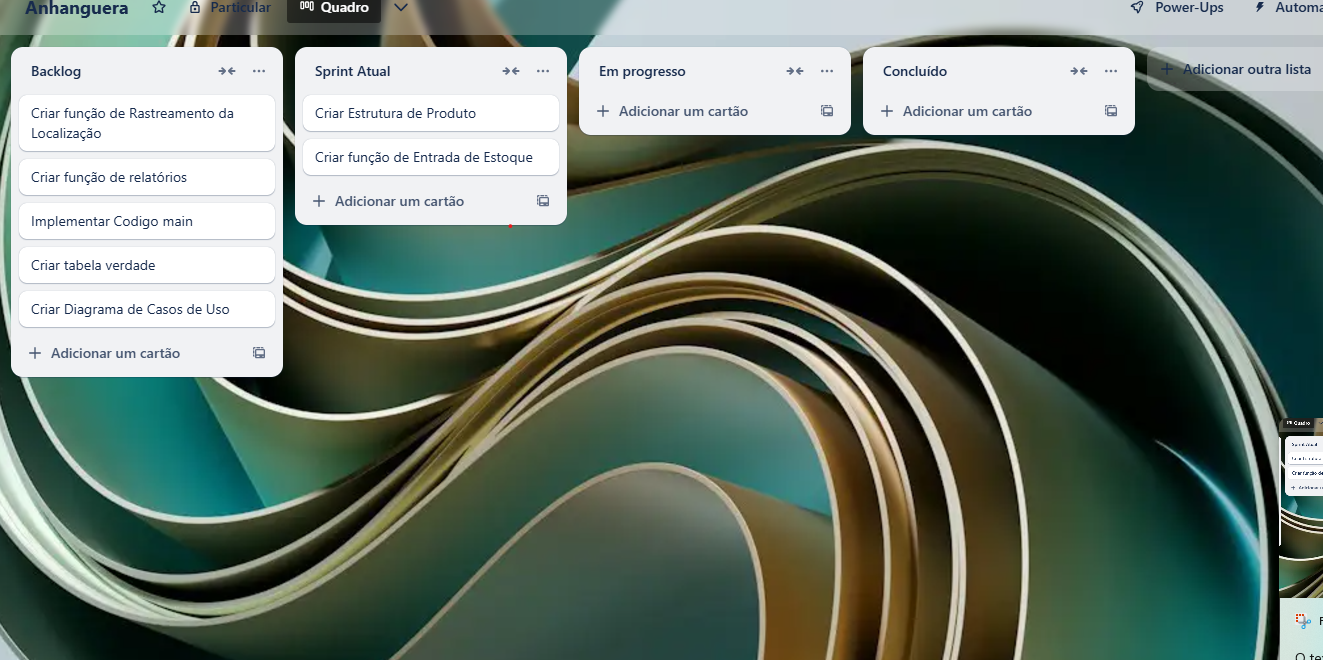 Anhanguera
Particular
Quadro
Power-Ups
Backlog
Criar função de Rastreamento da
Localização
Criar função de relatórios
Implementar Codigo main
Criar tabela verdade
Criar Diagrama de Casos de Uso
Adicionar um cartão
Sprint Atual
Criar Estrutura de Produto
Criar função de Entrada de Estoque
Adicionar um cartão
Em progresso
Adicionar um cartão
Concluído
Adicionar um cartão
Adicionar outra lista
Quadro
Sprint Atual